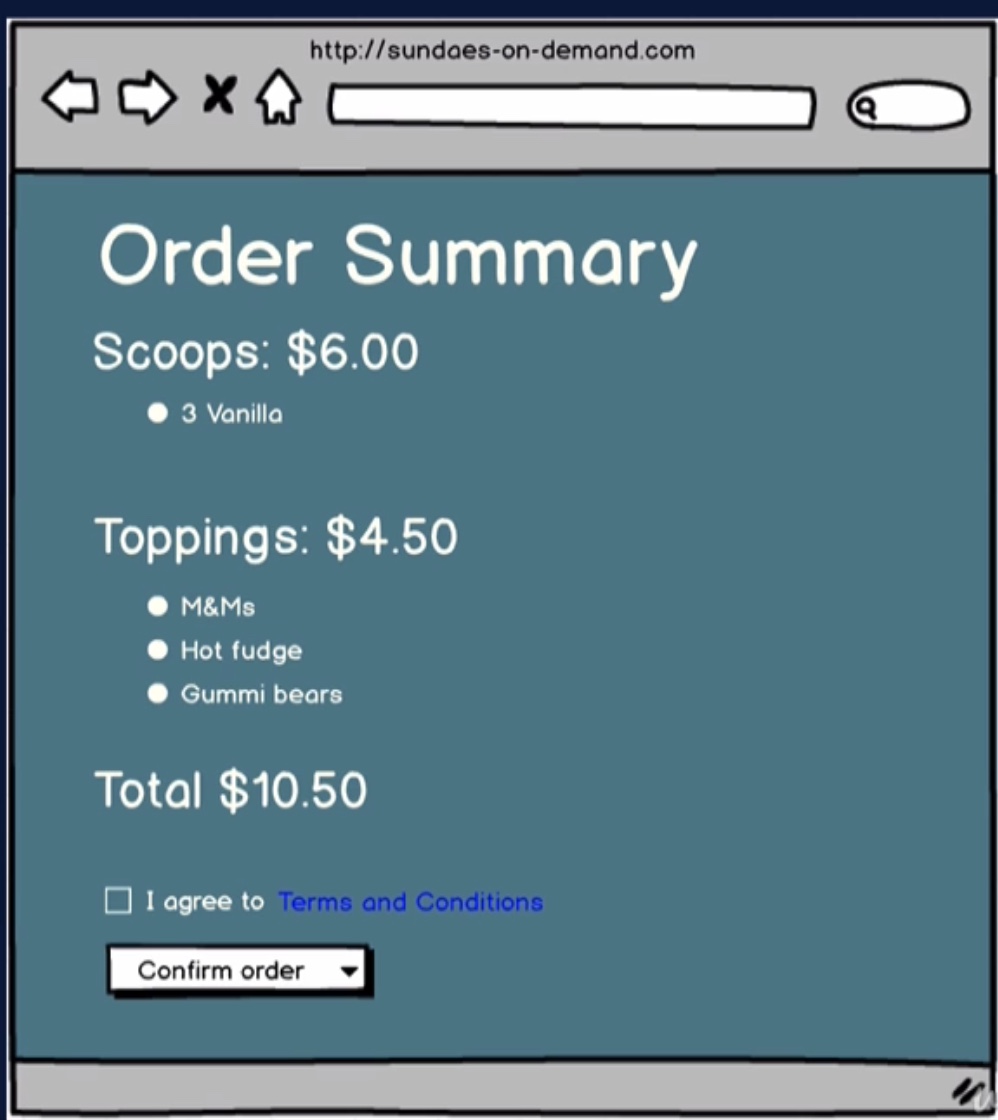 http://sundaes-on-demand.com
Order Summary
Scoops: $6.00
3 Vanilla
Toppings: $4.50
M&Ms
Hot fudge
Gummi bears
Total $10.50
I agree to Terms and Conditions
Confirm order